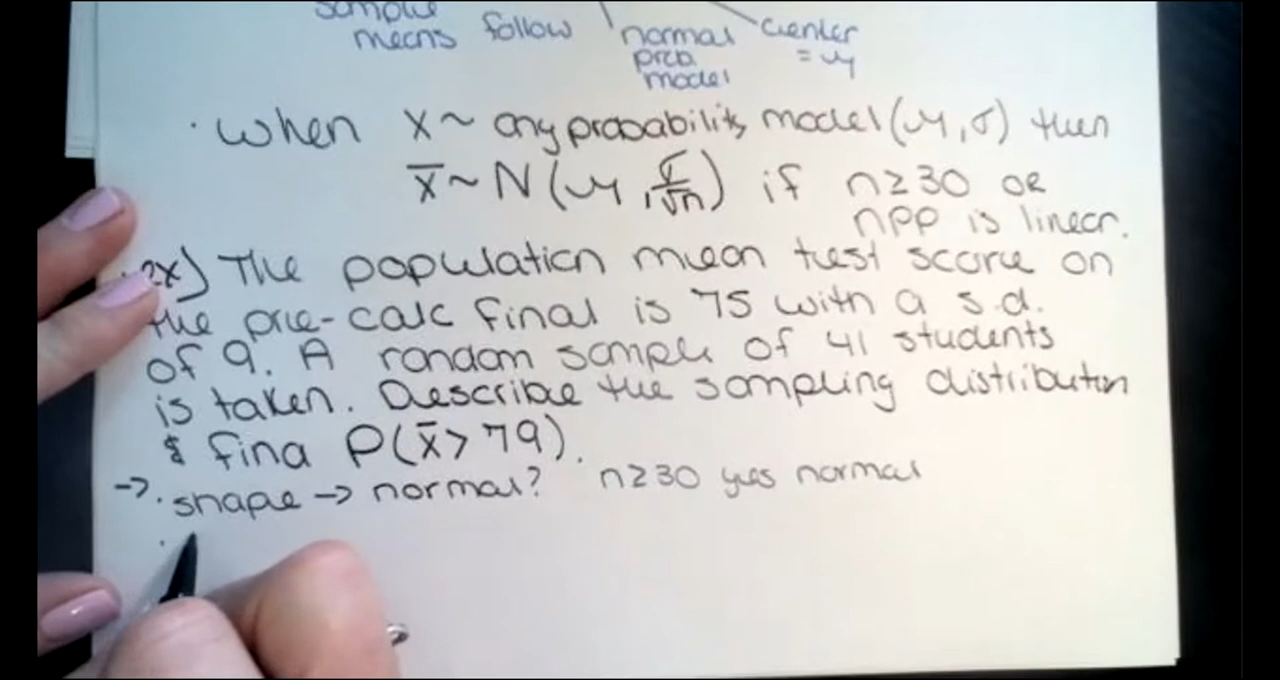 sample
means follow normal center
prob = μ
model
· when x ~ any probability model (μ, σ) then
x̄ ~ N(μ, σ/√n) if n≥30 or
npp is linear.
ex) The population mean test score on
the pre-calc final is 75 with a s.d.
of 9. A random sample of 41 students
is taken. Describe the sampling distribution
& find P(x̄ > 79).
→ · shape → normal? n≥30 yes normal
·